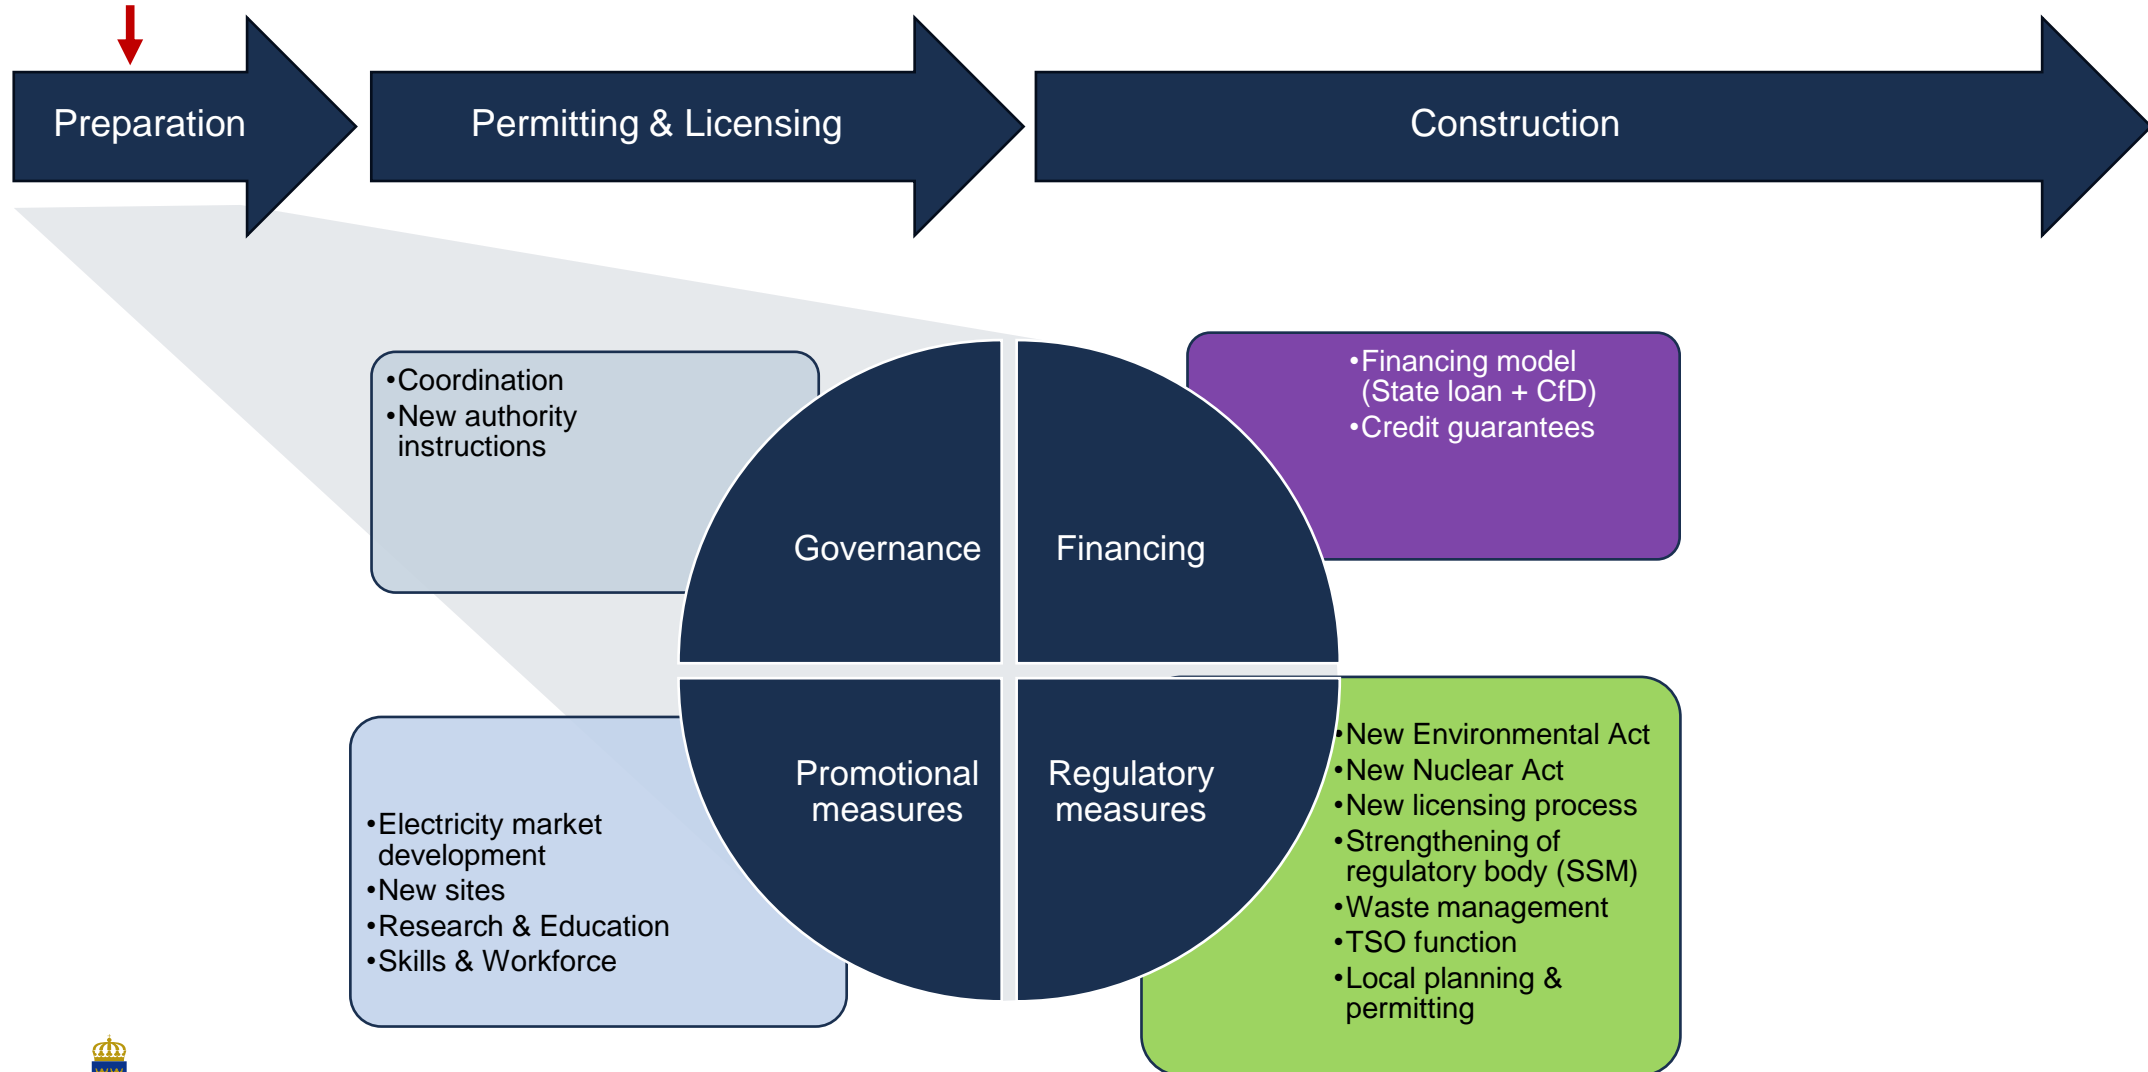 Preparation
Permitting & Licensing
Construction
•Coordination
•New authority
instructions
•Financing model
(State loan + CfD)
•Credit guarantees
Governance
Financing
Promotional
measures
Regulatory
measures
•Electricity market
development
•New sites
•Research & Education
•Skills & Workforce
•New Environmental Act
•New Nuclear Act
•New licensing process
•Strengthening of
regulatory body (SSM)
•Waste management
•TSO function
•Local planning &
permitting